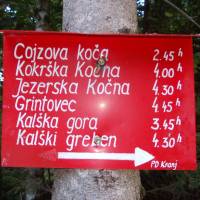 Cojzova koča 2.45 h
Kokrška Kočna 4.00 h
Jezerska Kočna 4.30 h
Grintovec 4.45 h
Kalška gora 3.45 h
Kalški greben 4.30 h
PD Kranj